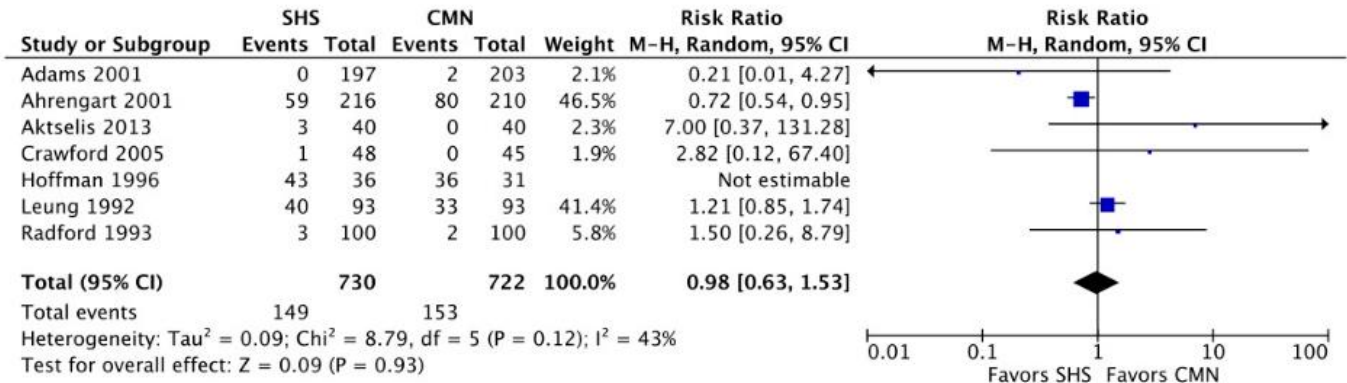 SHS CMN Risk Ratio Risk Ratio
Study or Subgroup Events Total Events Total Weight M-H, Random, 95% CI M-H, Random, 95% CI
Adams 2001 0 197 2 203 2.1% 0.21 [0.01, 4.27]
Ahrengart 2001 59 216 80 210 46.5% 0.72 [0.54, 0.95]
Aktselis 2013 3 40 0 40 2.3% 7.00 [0.37, 131.28]
Crawford 2005 1 48 0 45 1.9% 2.82 [0.12, 67.40]
Hoffman 1996 43 36 36 31 Not estimable
Leung 1992 40 93 33 93 41.4% 1.21 [0.85, 1.74]
Radford 1993 3 100 2 100 5.8% 1.50 [0.26, 8.79]
Total (95% CI) 730 722 100.0% 0.98 [0.63, 1.53]
Total events 149 153
Heterogeneity: Tau² = 0.09; Chi² = 8.79, df = 5 (P = 0.12); I² = 43%
Test for overall effect: Z = 0.09 (P = 0.93)
0.01 0.1 1 10 100
Favors SHS Favors CMN